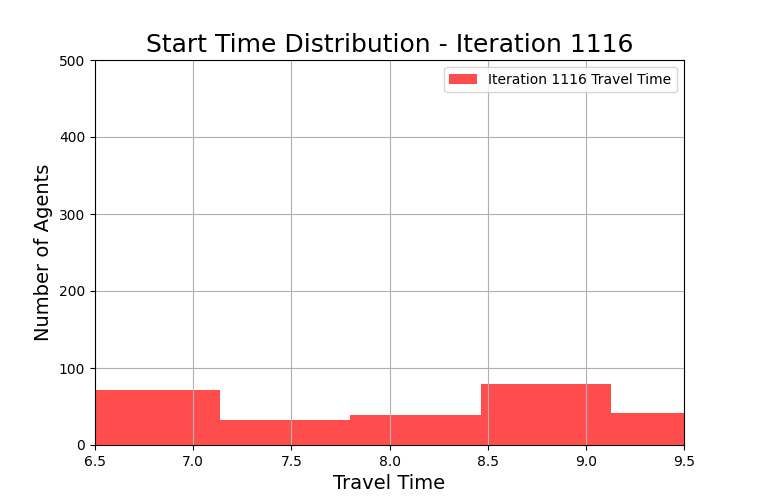 Start Time Distribution - Iteration 1116
Iteration 1116 Travel Time
Number of Agents
500
400
300
200
100
0
6.5 7.0 7.5 8.0 8.5 9.0 9.5
Travel Time